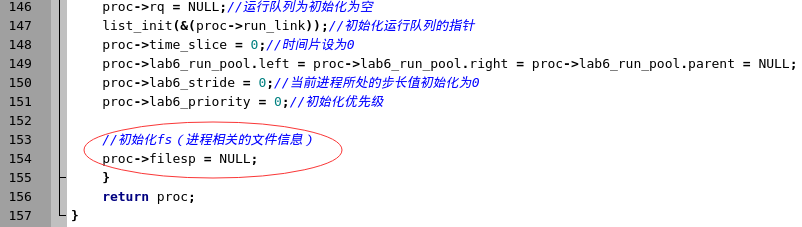 146 proc->rq = NULL;//运行队列为初始化为空
147 list_init(&(proc->run_link));//初始化运行队列的指针
148 proc->time_slice = 0;//时间片设为0
149 proc->lab6_run_pool.left = proc->lab6_run_pool.right = proc->lab6_run_pool.parent = NULL;
150 proc->lab6_stride = 0;//当前进程所处的步长值初始化为0
151 proc->lab6_priority = 0;//初始化优先级
152
153 //初始化fs（进程相关的文件信息）
154 proc->filesp = NULL;
155 }
156 return proc;
157 }